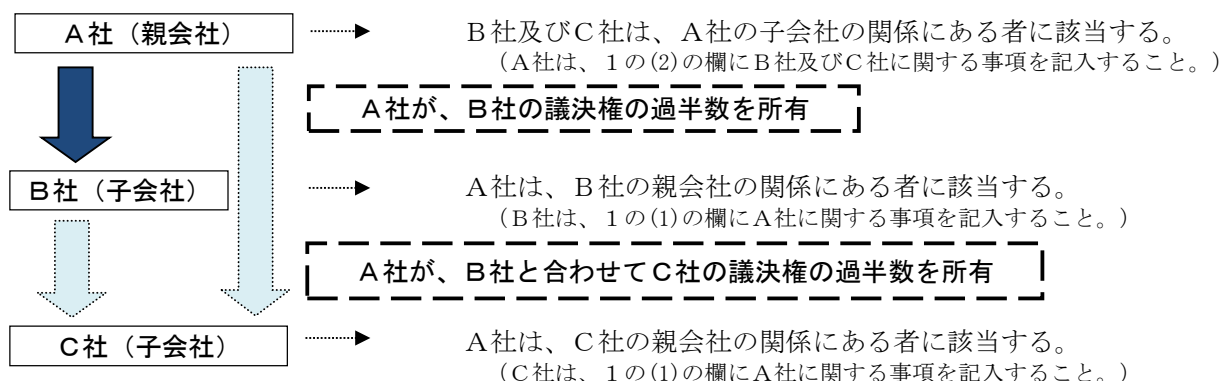 A社（親会社）
B社及びC社は、A社の子会社の関係にある者に該当する。
（A社は、１の(2)の欄にB社及びC社に関する事項を記入すること。）
A社が、B社の議決権の過半数を所有
B社（子会社）
A社は、B社の親会社の関係にある者に該当する。
（B社は、１の(1)の欄にA社に関する事項を記入すること。）
A社が、B社と合わせてC社の議決権の過半数を所有
C社（子会社）
A社は、C社の親会社の関係にある者に該当する。
（C社は、１の(1)の欄にA社に関する事項を記入すること。）